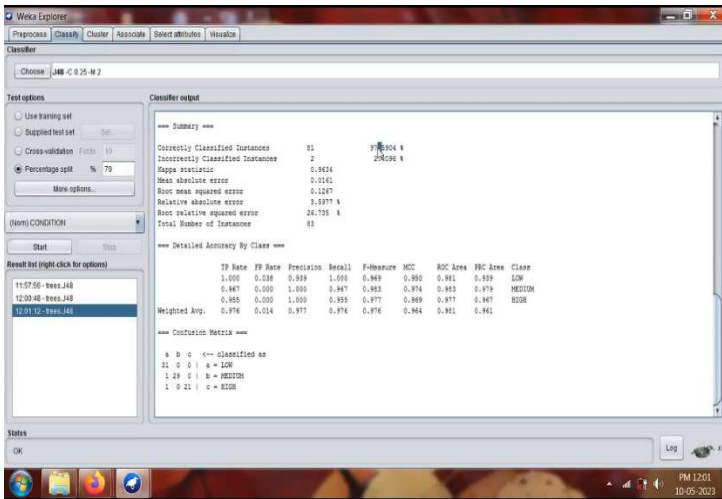 Weka Explorer
Preprocess Classify Cluster Associate Select attributes Visualize
Classifier
Choose J48 -C 0.25 -M 2
Test options
Use training set
Supplied test set Set...
Cross-validation Folds 10
Percentage split % 70
More options...
(Nom) CONDITION
Start Stop
Result list (right-click for options)
11:57:56 - trees.J48
12:00:48 - trees.J48
12:01:12 - trees.J48
Classifier output
=== Summary ===
Correctly Classified Instances 81 %
Incorrectly Classified Instances 2 %
Kappa statistic 0.9634
Mean absolute error 0.0161
Root mean squared error 0.1267
Relative absolute error 3.5977 %
Root relative squared error 26.735 %
Total Number of Instances 83
=== Detailed Accuracy By Class ===
TP Rate FP Rate Precision Recall F-Measure MCC ROC Area PRC Area Class
1.000 0.038 0.939 1.000 0.969 0.950 0.981 0.939 LOW
0.967 0.000 1.000 0.967 0.983 0.974 0.983 0.979 MEDIUM
0.955 0.000 1.000 0.955 0.977 0.969 0.977 0.967 HIGH
Weighted Avg. 0.976 0.014 0.977 0.976 0.976 0.964 0.981 0.961
=== Confusion Matrix ===
a b c <-- classified as
31 0 0 | a = LOW
1 29 0 | b = MEDIUM
1 0 21 | c = HIGH
Status
OK
Log
x
PM 12:01
10-05-2023